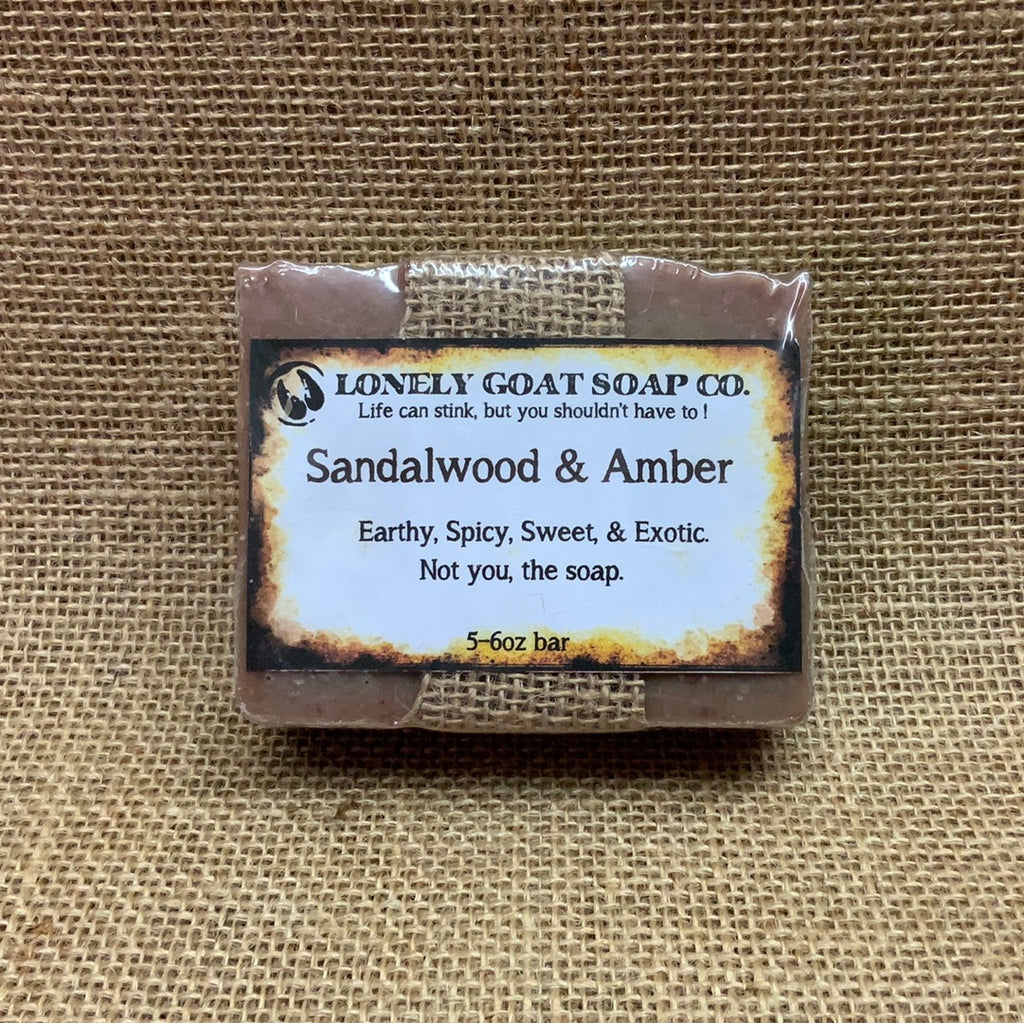 LONELY GOAT SOAP CO.
Life can stink, but you shouldn't have to !
Sandalwood & Amber
Earthy, Spicy, Sweet, & Exotic.
Not you, the soap.
5-6oz bar